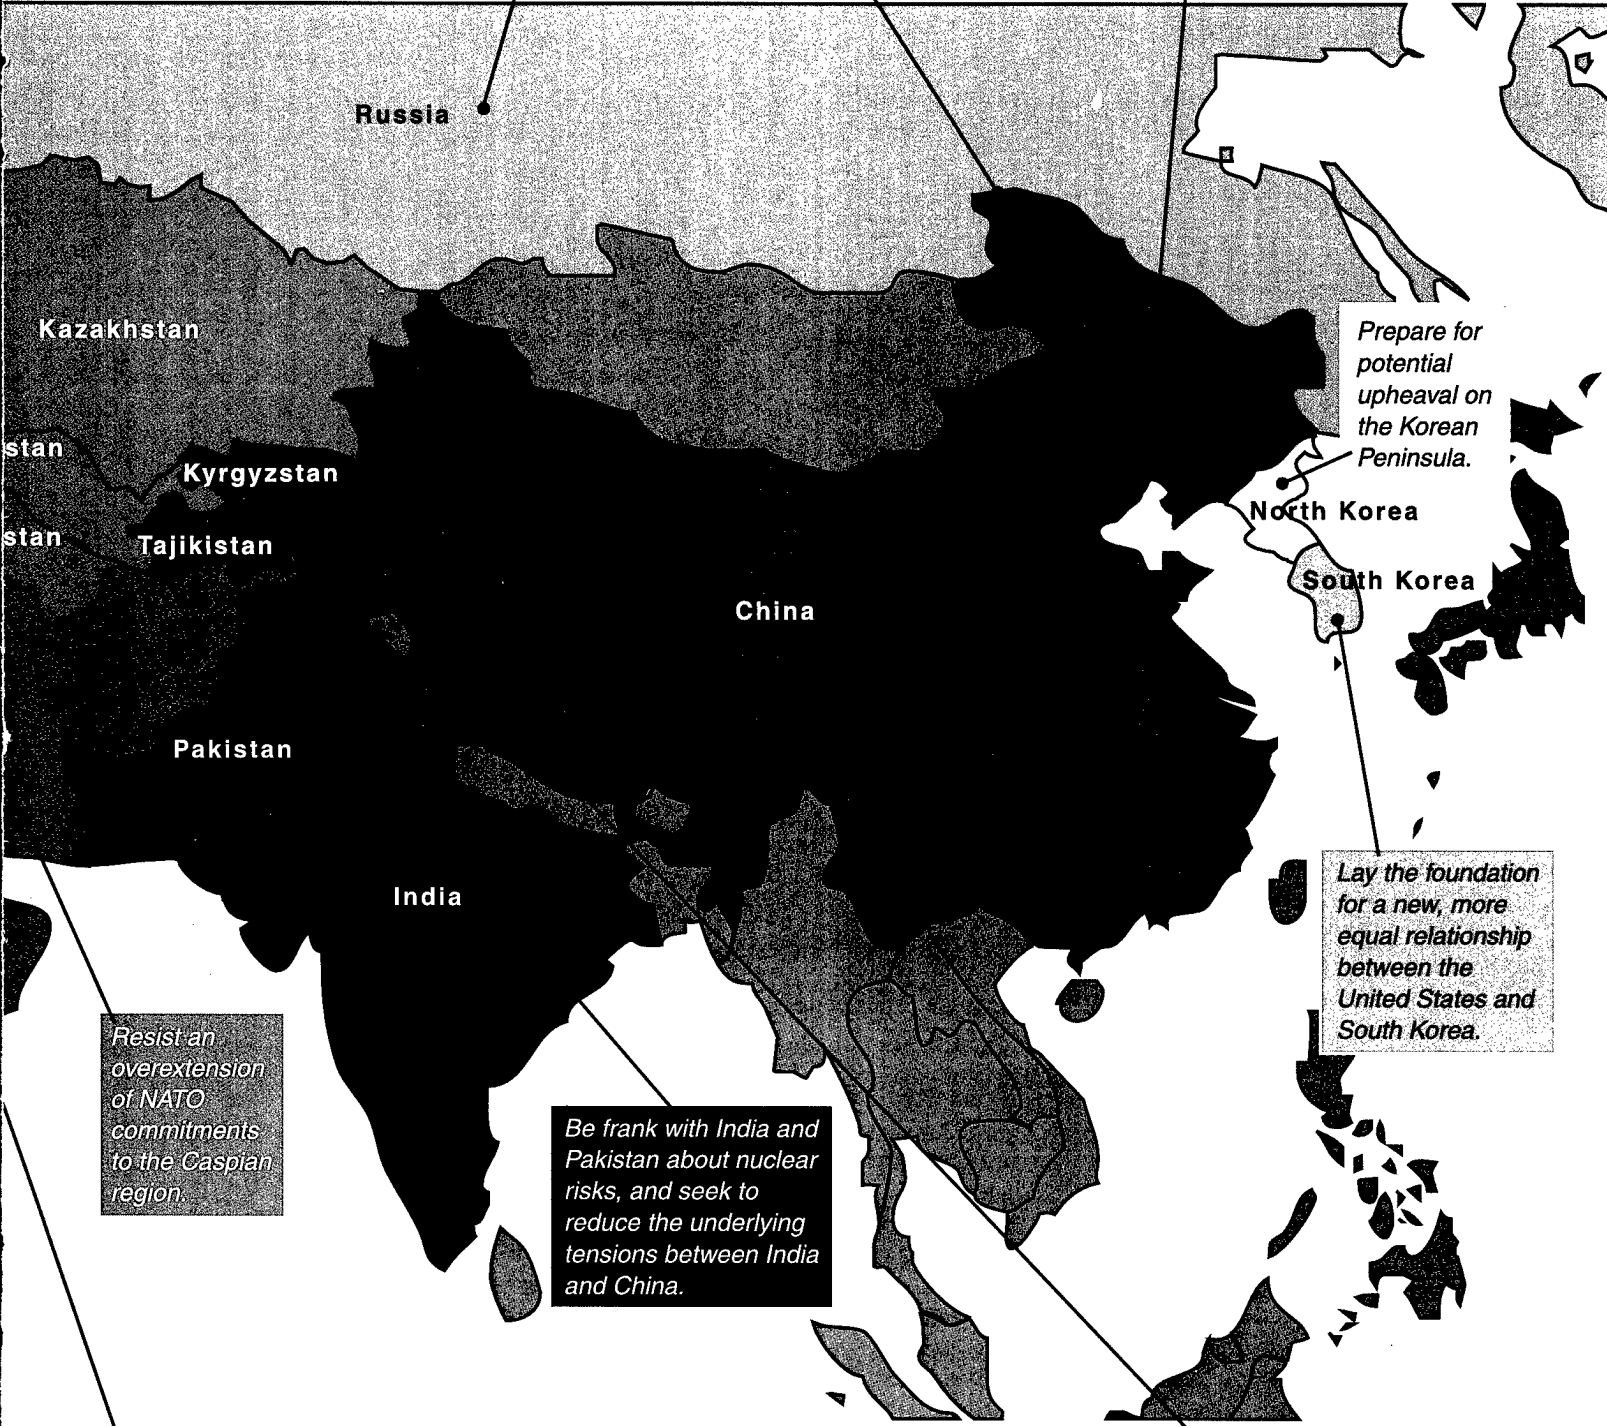 Russia
Kazakhstan
Prepare for
potential
upheaval on
the Korean
Peninsula.
stan
Kyrgyzstan
North Korea
stan
Tajikistan
South Korea
China
Pakistan
India
Lay the foundation
for a new, more
equal relationship
between the
United States and
South Korea.
Resist an
overextension
of NATO
commitments
to the Caspian
region.
Be frank with India and
Pakistan about nuclear
risks, and seek to
reduce the underlying
tensions between India
and China.